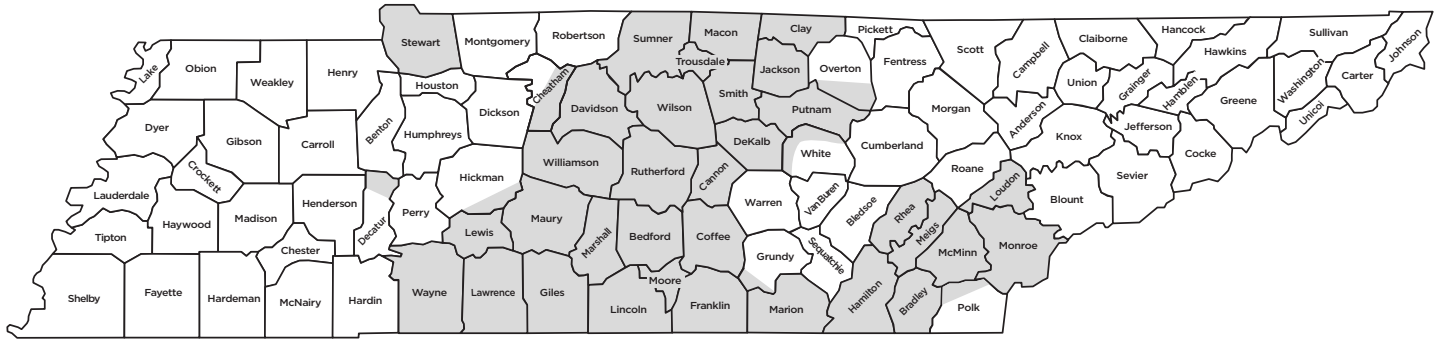 Stewart
Montgomery
Robertson
Sumner
Macon
Clay
Pickett
Scott
Campbell
Claiborne
Hancock
Hawkins
Sullivan
Johnson
Lake
Obion
Weakley
Henry
Houston
Cheatham
Trousdale
Jackson
Overton
Fentress
Union
Grainger
Hamblen
Greene
Washington
Carter
Unicoi
Dickson
Davidson
Wilson
Smith
Putnam
Morgan
Anderson
Knox
Jefferson
Cocke
Dyer
Gibson
Carroll
Benton
Humphreys
DeKalb
White
Cumberland
Roane
Sevier
Crockett
Williamson
Rutherford
Cannon
Loudon
Blount
Lauderdale
Haywood
Madison
Henderson
Decatur
Perry
Hickman
Maury
Marshall
Bedford
Coffee
Warren
Van Buren
Bledsoe
Rhea
Meigs
McMinn
Monroe
Tipton
Chester
Lewis
Moore
Grundy
Sequatchie
Shelby
Fayette
Hardeman
McNairy
Hardin
Wayne
Lawrence
Giles
Lincoln
Franklin
Marion
Hamilton
Bradley
Polk